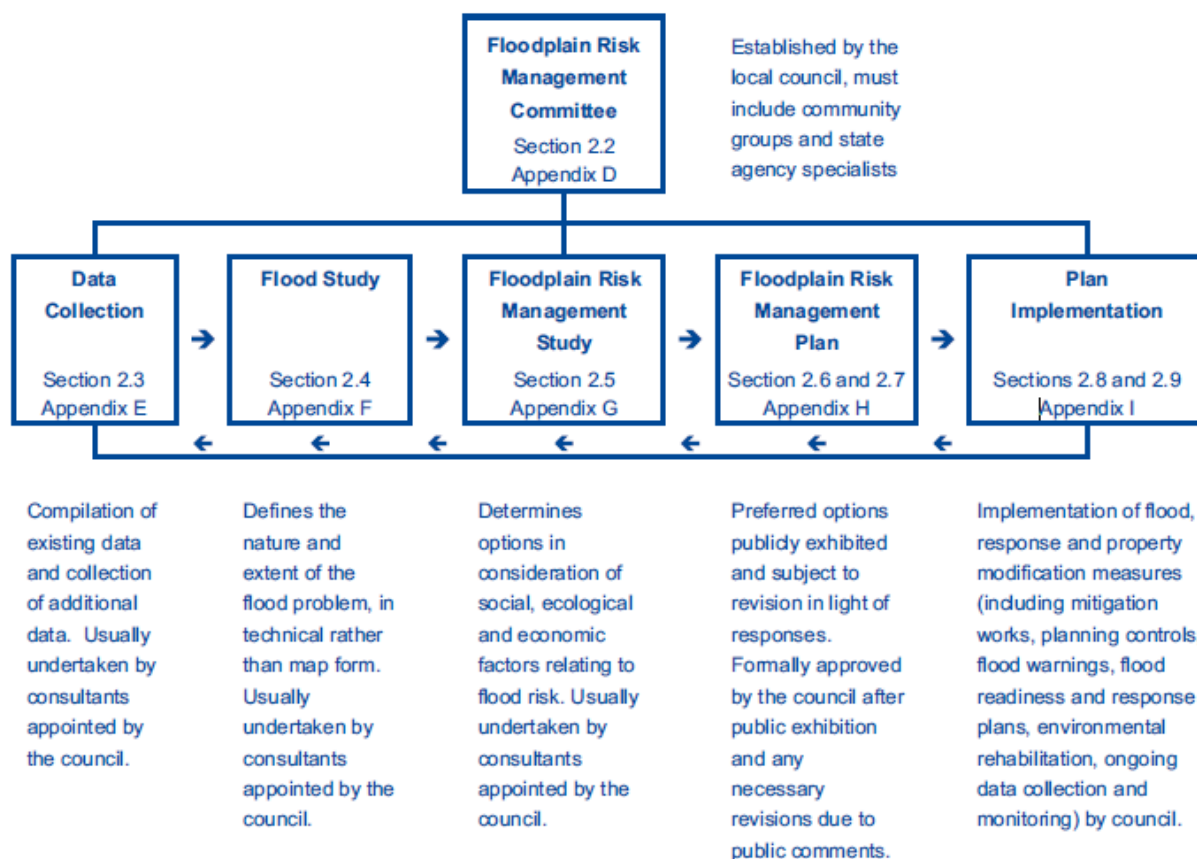 Floodplain Risk
Management
Committee
Section 2.2
Appendix D
Established by the
local council, must
include community
groups and state
agency specialists
Data
Collection
Section 2.3
Appendix E
Flood Study
Section 2.4
Appendix F
Floodplain Risk
Management
Study
Section 2.5
Appendix G
Floodplain Risk
Management
Plan
Section 2.6 and 2.7
Appendix H
Plan
Implementation
Sections 2.8 and 2.9
Appendix I
Compilation of
existing data
and collection
of additional
data. Usually
undertaken by
consultants
appointed by
the council.
Defines the
nature and
extent of the
flood problem, in
technical rather
than map form.
Usually
undertaken by
consultants
appointed by the
council.
Determines
options in
consideration of
social, ecological
and economic
factors relating to
flood risk. Usually
undertaken by
consultants
appointed by the
council.
Preferred options
publicly exhibited
and subject to
revision in light of
responses.
Formally approved
by the council after
public exhibition
and any
necessary
revisions due to
public comments.
Implementation of flood,
response and property
modification measures
(including mitigation
works, planning controls
flood warnings, flood
readiness and response
plans, environmental
rehabilitation, ongoing
data collection and
monitoring) by council.